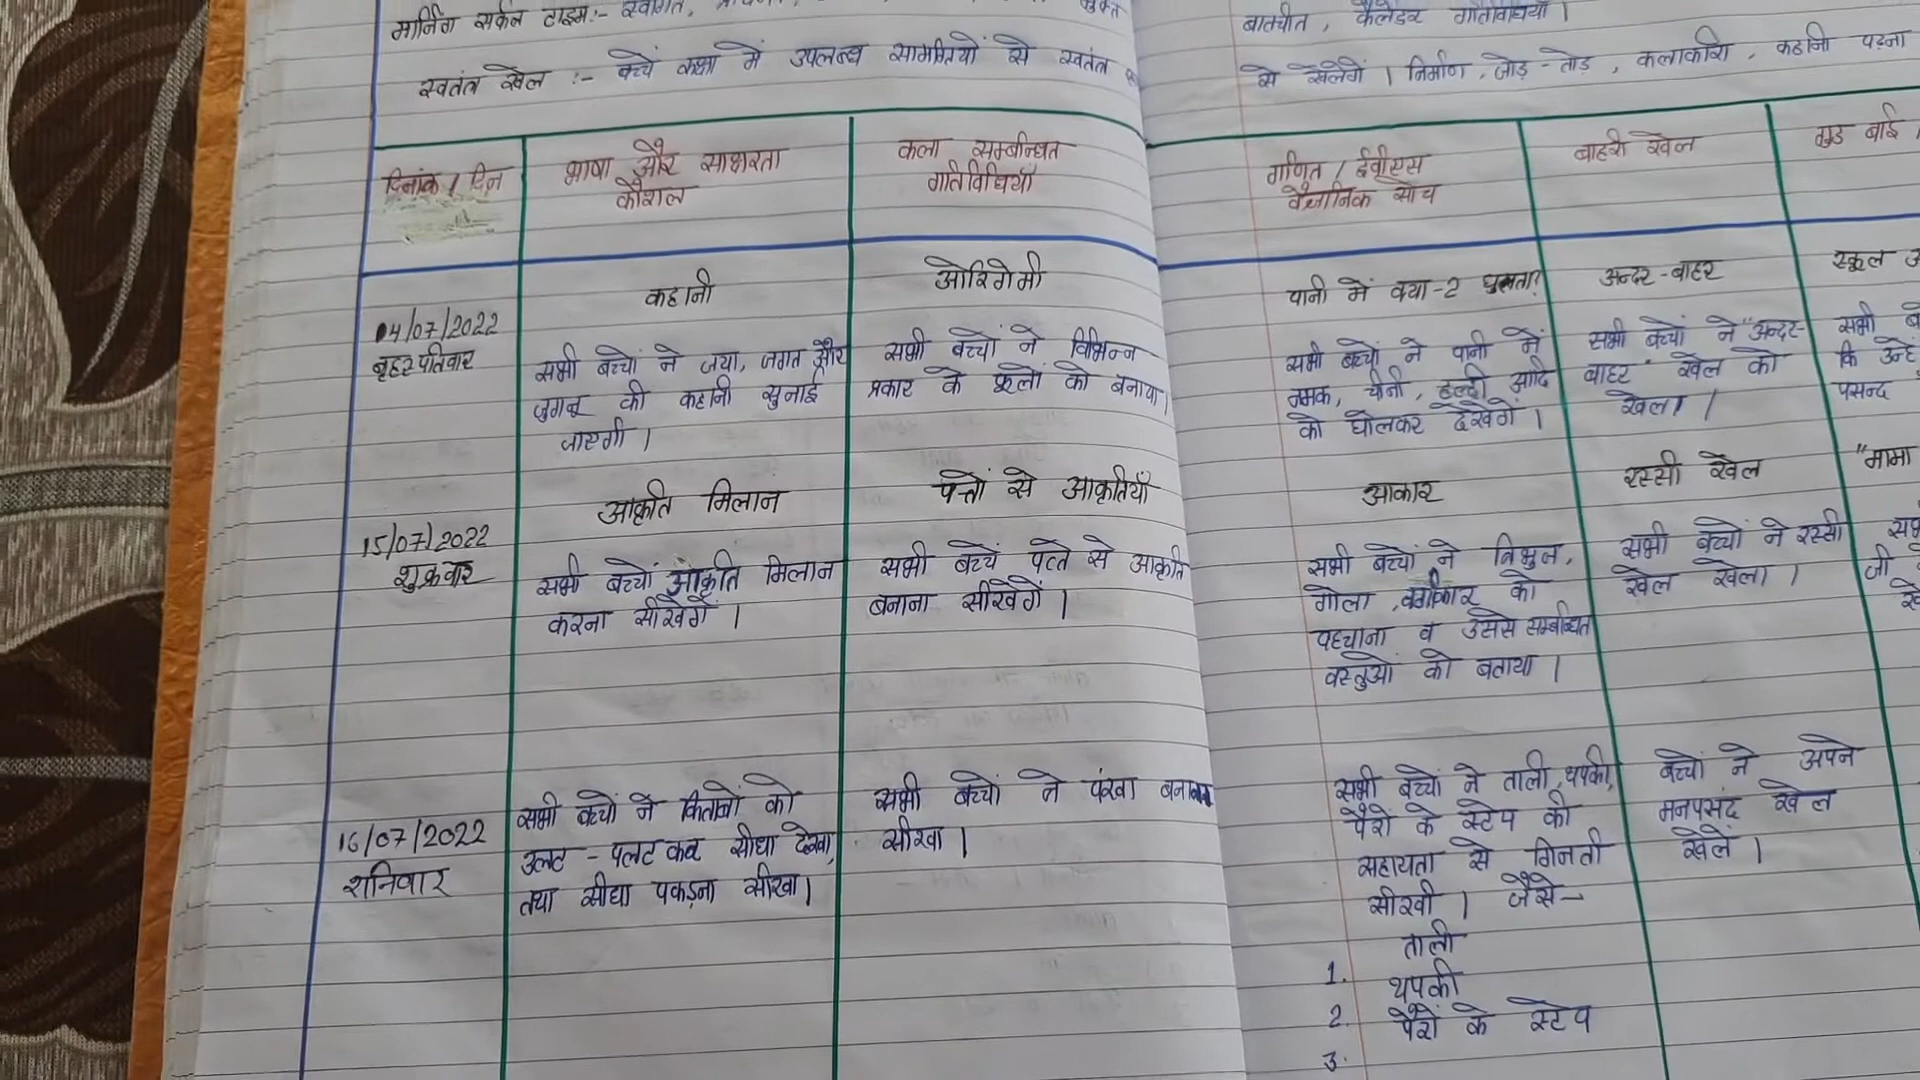 मार्निंग सर्कल टाइम:- स्वागत,
बातचीत, कैलेंडर गतिविधियाँ।
स्वतंत्र खेल :- बच्चें कक्षा में उपलब्ध सामग्रियों से स्वतंत्र
से खेलेगें । निर्माण, जोड़-तोड़, कलाकारी, कहानि पढ़ना
दिनांक / दिन
भाषा और साक्षरता
कौशल
कला सम्बन्धित
गतिविधियाँ
गणित / ईवीएस
वैज्ञानिक सोच
बाहरी खेल
गुड बाई
04/07/2022
बृहस्पतिवार
कहानी
सभी बच्चों ने जया, जगत और
जुगनू की कहानी सुनाई
जाएगी ।
ओरिगेमी
सभी बच्चों ने विभिन्न
प्रकार के फूलों को बनाया।
पानी में क्या-2 घुलता?
सभी बच्चों ने पानी में
नमक, चीनी, हल्दी आदि
को घोलकर देखेगें ।
अन्दर-बाहर
सभी बच्चों ने "अन्दर-
बाहर" खेल को
खेला ।
स्कूल
सभी
कि उन्हें
पसन्द
15/07/2022
शुक्रवार
आकृति मिलान
सभी बच्चों आकृति मिलान
करना सीखेगें ।
पत्तों से आकृतियाँ
सभी बच्चें पत्ते से आकृति
बनाना सीखेगें ।
आकार
सभी बच्चों ने त्रिभुज,
गोला, वर्गाकार को
पहचाना व उससे सम्बन्धित
वस्तुओं को बताया ।
रस्सी खेल
सभी बच्चों ने रस्सी
खेल खेला ।
"मामा
जी
16/07/2022
शनिवार
सभी बच्चों ने किताबों को
उलट-पलट कर सीधा देखा,
तथा सीधा पकड़ना सीखा।
सभी बच्चों ने पंखा बनाना
सीखा ।
सभी बच्चों ने ताली, थपकी,
पैरों के स्टेप की
सहायता से गिनती
सीखी । जैसे-
1. ताली
2. थपकी
3. पैरों के स्टेप
बच्चों ने अपने
मनपसंद खेल
खेलें ।